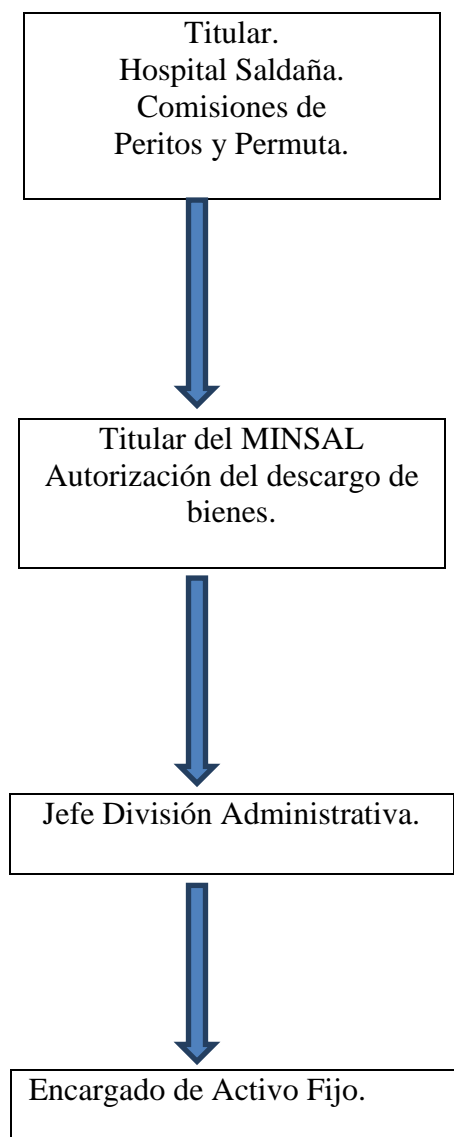 Titular.
Hospital Saldaña.
Comisiones de
Peritos y Permuta.
Titular del MINSAL
Autorización del descargo de
bienes.
Jefe División Administrativa.
Encargado de Activo Fijo.